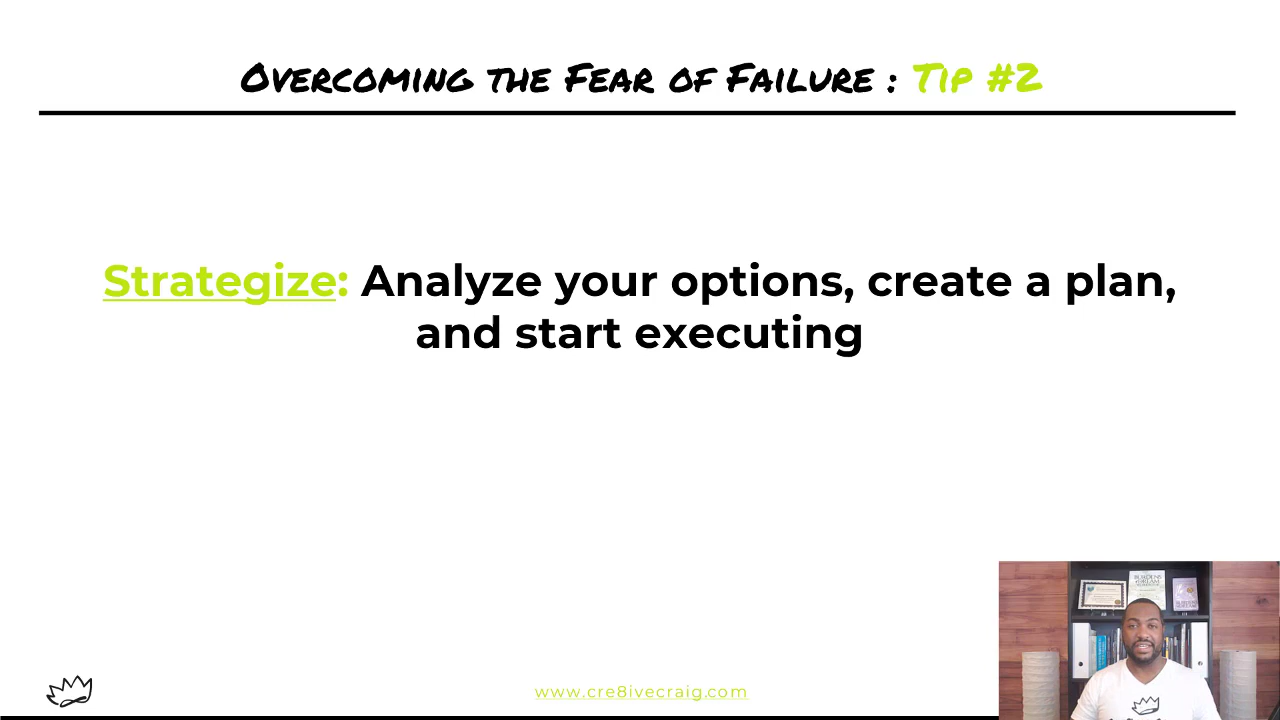 Overcoming the Fear of Failure : Tip #2
Strategize: Analyze your options, create a plan,
and start executing
www.cre8ivecraig.com